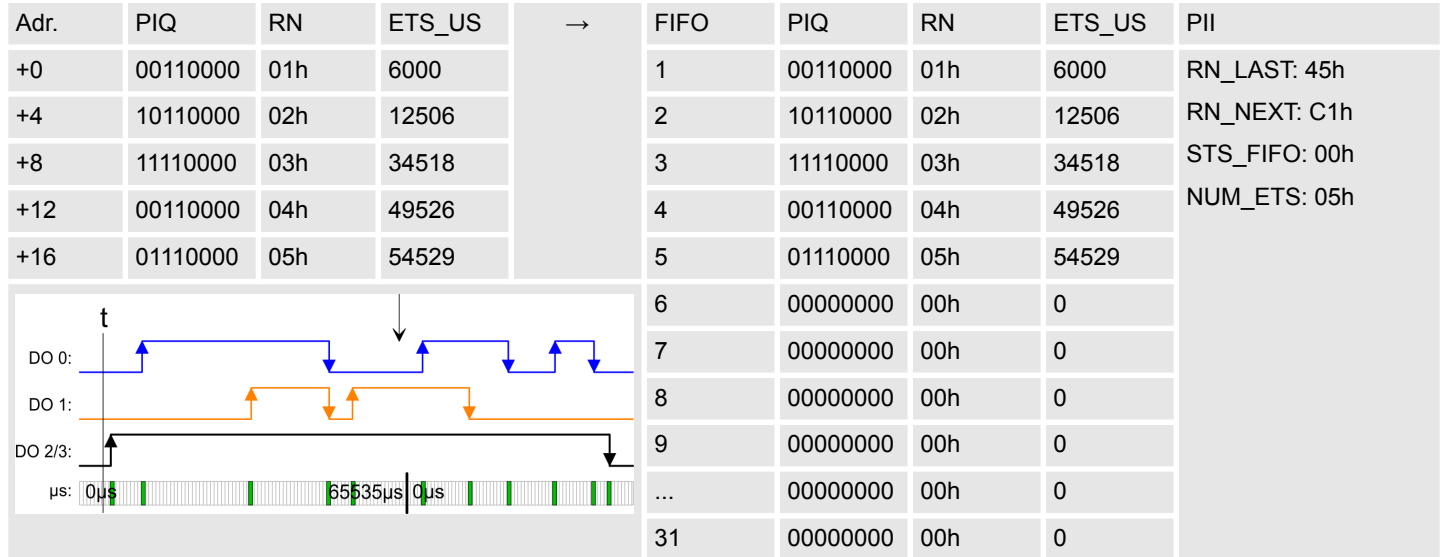 Adr. PIQ RN ETS_US → FIFO PIQ RN ETS_US PII
+0 00110000 01h 6000 1 00110000 01h 6000 RN_LAST: 45h
+4 10110000 02h 12506 2 10110000 02h 12506 RN_NEXT: C1h
+8 11110000 03h 34518 3 11110000 03h 34518 STS_FIFO: 00h
+12 00110000 04h 49526 4 00110000 04h 49526 NUM_ETS: 05h
+16 01110000 05h 54529 5 01110000 05h 54529
6 00000000 00h 0
7 00000000 00h 0
8 00000000 00h 0
9 00000000 00h 0
... 00000000 00h 0
31 00000000 00h 0
t
DO 0:
DO 1:
DO 2/3:
µs: 0µs 65535µs 0µs